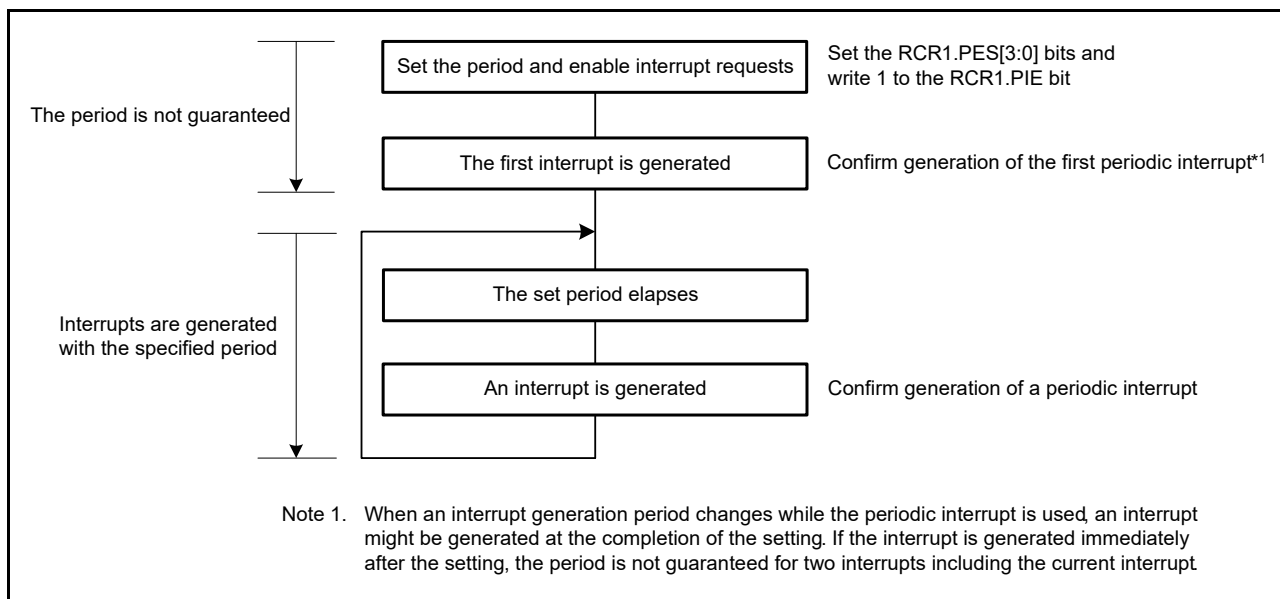 Set the period and enable interrupt requests
Set the RCR1.PES[3:0] bits and
write 1 to the RCR1.PIE bit
The period is not guaranteed
The first interrupt is generated
Confirm generation of the first periodic interrupt*1
The set period elapses
Interrupts are generated
with the specified period
An interrupt is generated
Confirm generation of a periodic interrupt
Note 1. When an interrupt generation period changes while the periodic interrupt is used, an interrupt
might be generated at the completion of the setting. If the interrupt is generated immediately
after the setting, the period is not guaranteed for two interrupts including the current interrupt.